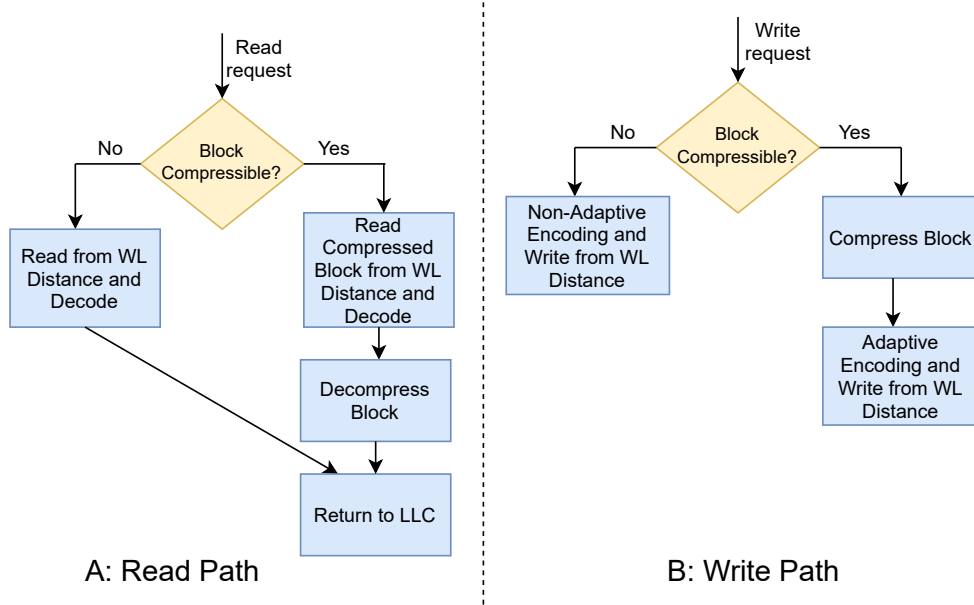 Read
request
Block
Compressible?
No
Yes
Read from WL
Distance and
Decode
Read
Compressed
Block from WL
Distance and
Decode
Decompress
Block
Return to LLC
A: Read Path
Write
request
Block
Compressible?
No
Yes
Non-Adaptive
Encoding and
Write from WL
Distance
Compress Block
Adaptive
Encoding and
Write from WL
Distance
B: Write Path